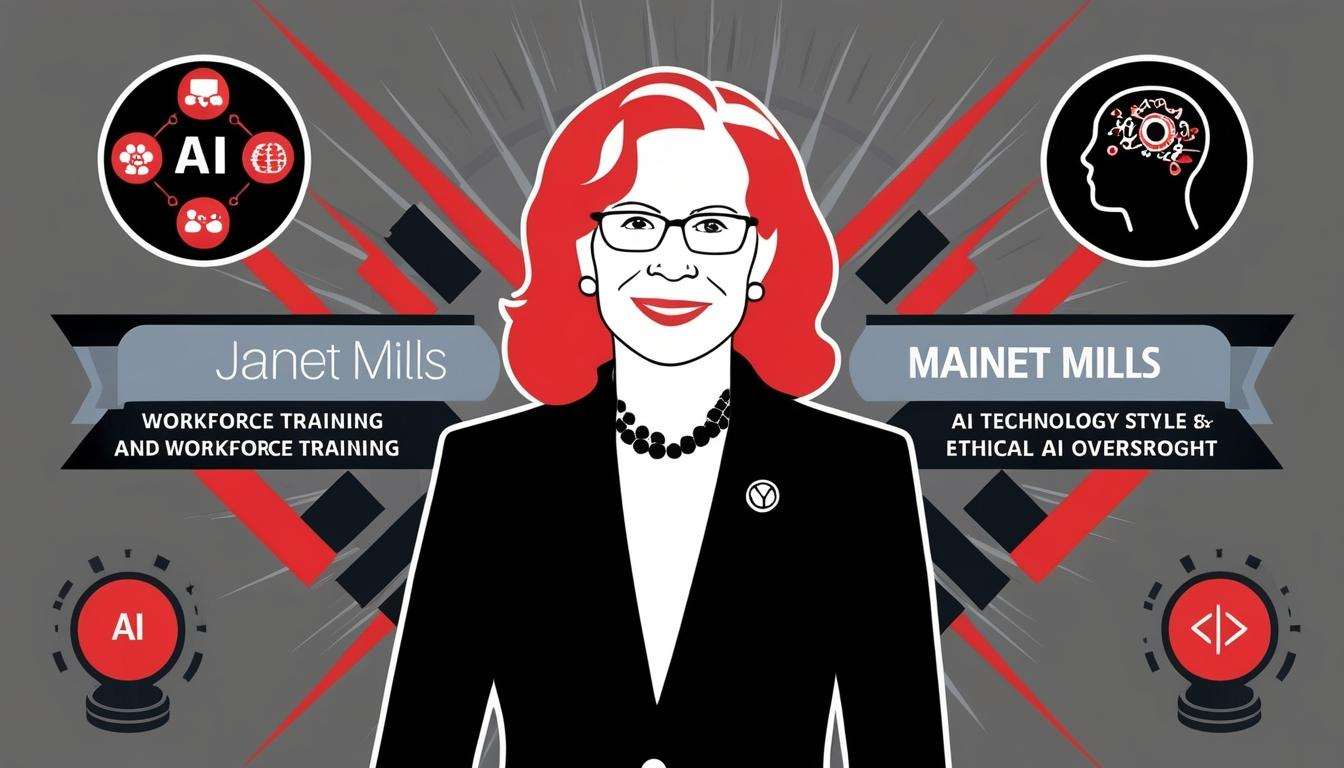 AI
Janet Mills
WORKFORCE TRAINING
AND WORKFORCE TRAINING
MAINET MILLS
AI TECHNOLOGY STYLE &
ETHICAL AI OVERSROGHT
AI
<|>